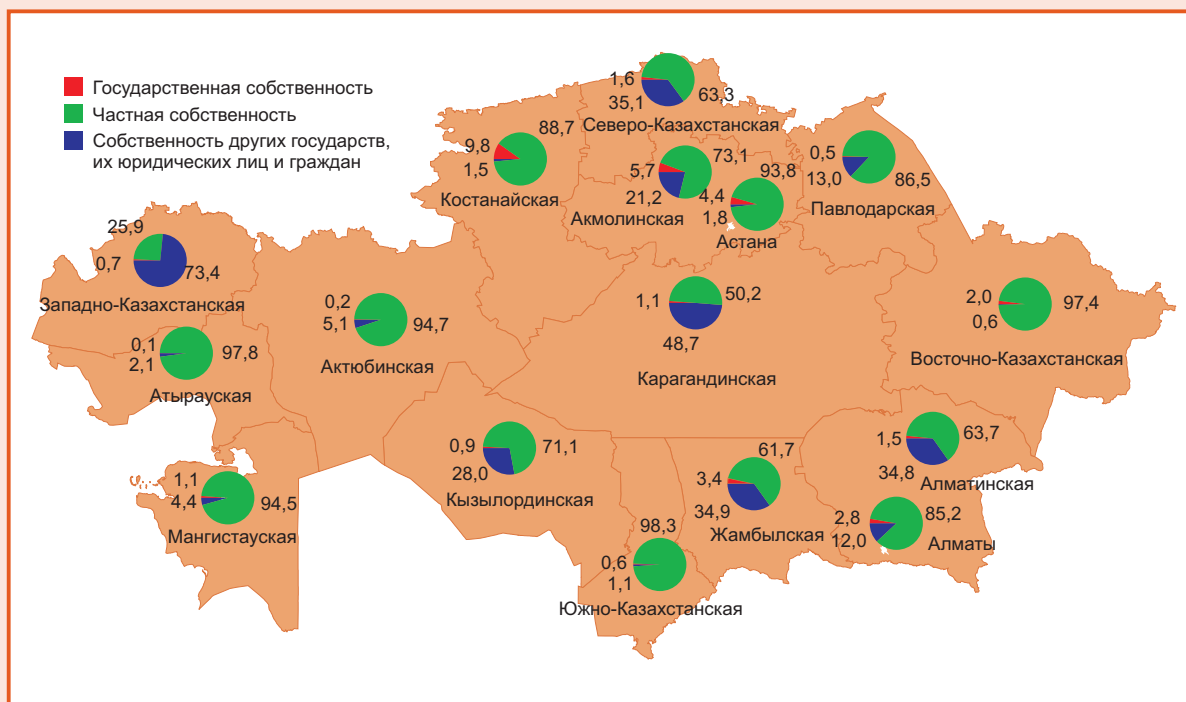 Государственная собственность
Частная собственность
Собственность других государств,
их юридических лиц и граждан
1,6
35,1
63,3
Северо-Казахстанская
88,7
9,8
1,5
Костанайская
73,1
5,7
21,2
Акмолинская
93,8
4,4
1,8
Астана
0,5
13,0
86,5
Павлодарская
25,9
0,7
73,4
Западно-Казахстанская
0,2
5,1
94,7
Актюбинская
1,1
50,2
48,7
Карагандинская
2,0
0,6
97,4
Восточно-Казахстанская
0,1
2,1
97,8
Атырауская
0,9
28,0
71,1
Кызылординская
61,7
3,4
34,9
Жамбылская
1,5
63,7
34,8
Алматинская
1,1
4,4
94,5
Мангистауская
2,8
85,2
12,0
Алматы
98,3
0,6
1,1
Южно-Казахстанская